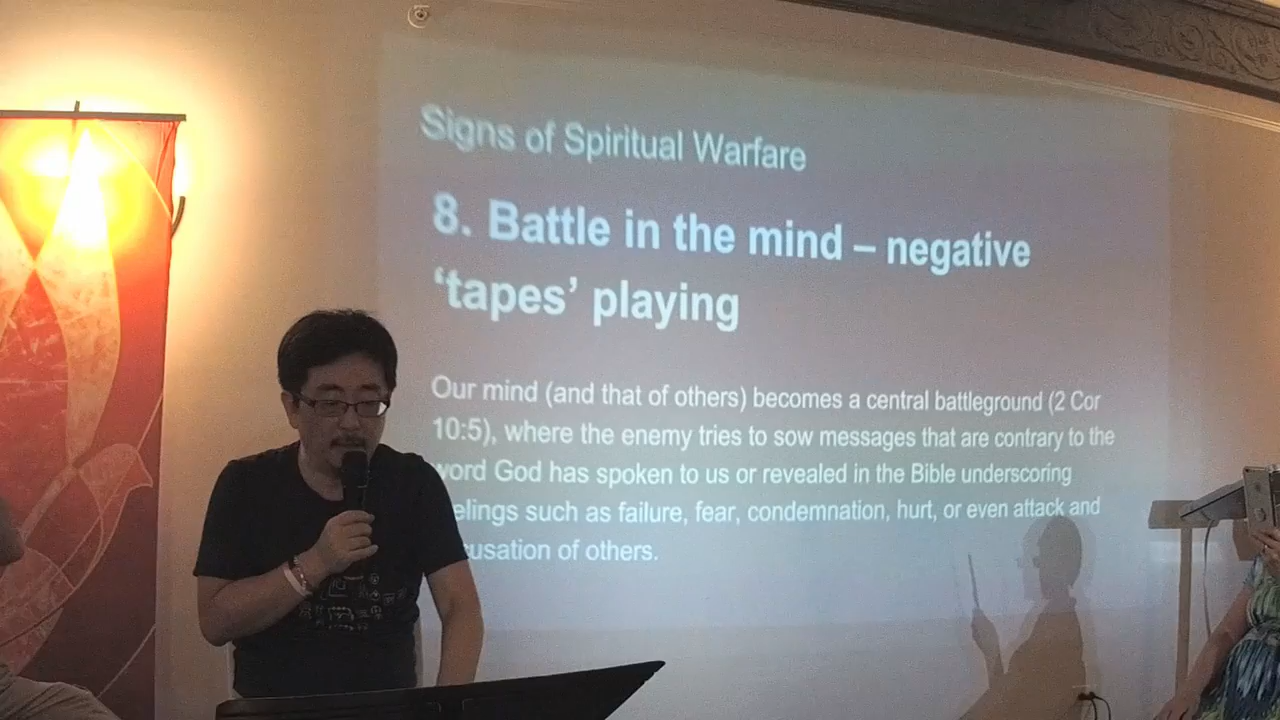 Signs of Spiritual Warfare
8. Battle in the mind – negative
‘tapes’ playing
Our mind (and that of others) becomes a central battleground (2 Cor
10:5), where the enemy tries to sow messages that are contrary to the
word God has spoken to us or revealed in the Bible underscoring
elings such as failure, fear, condemnation, hurt, or even attack and
cusation of others.